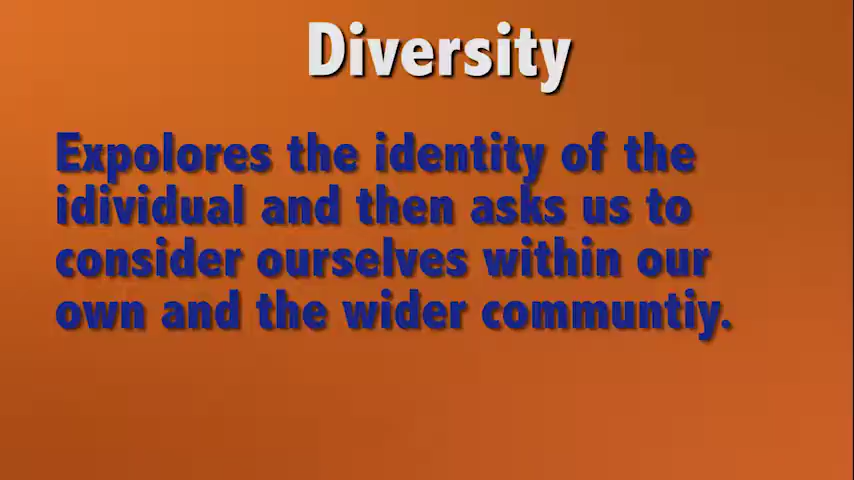 Diversity
Expolores the identity of the
idividual and then asks us to
consider ourselves within our
own and the wider communtiy.